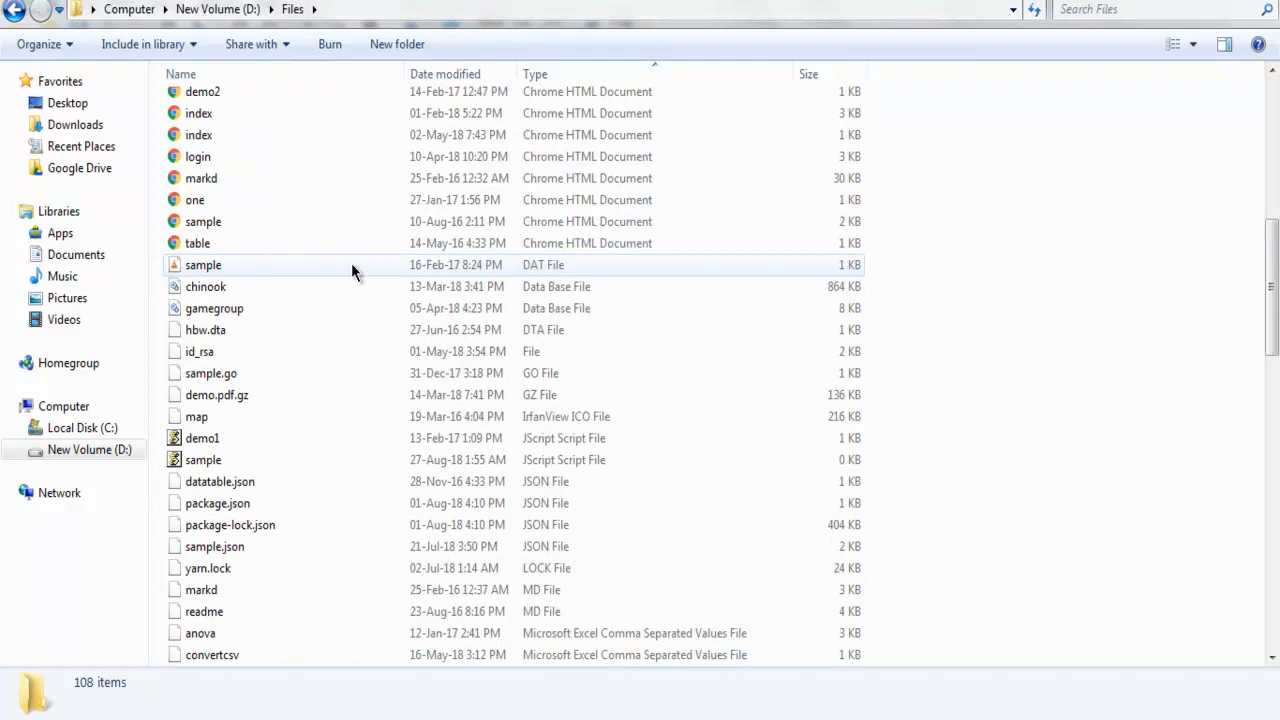 Computer New Volume (D:) Files Search Files
Organize Include in library Share with Burn New folder
Name Date modified Type Size
Favorites
Desktop
Downloads
Recent Places
Google Drive
Libraries
Apps
Documents
Music
Pictures
Videos
Homegroup
Computer
Local Disk (C:)
New Volume (D:)
Network
demo2 14-Feb-17 12:47 PM Chrome HTML Document 1 KB
index 01-Feb-18 5:22 PM Chrome HTML Document 3 KB
index 02-May-18 7:43 PM Chrome HTML Document 1 KB
login 10-Apr-18 10:20 PM Chrome HTML Document 3 KB
markd 25-Feb-16 12:32 AM Chrome HTML Document 30 KB
one 27-Jan-17 1:56 PM Chrome HTML Document 1 KB
sample 10-Aug-16 2:11 PM Chrome HTML Document 2 KB
table 14-May-16 4:33 PM Chrome HTML Document 1 KB
sample 16-Feb-17 8:24 PM DAT File 1 KB
chinook 13-Mar-18 3:41 PM Data Base File 864 KB
gamegroup 05-Apr-18 4:23 PM Data Base File 8 KB
hbw.dta 27-Jun-16 2:54 PM DTA File 1 KB
id_rsa 01-May-18 3:54 PM File 2 KB
sample.go 31-Dec-17 3:18 PM GO File 1 KB
demo.pdf.gz 14-Mar-18 7:41 PM GZ File 136 KB
map 19-Mar-16 4:04 PM IrfanView ICO File 216 KB
demo1 13-Feb-17 1:09 PM JScript Script File 1 KB
sample 27-Aug-18 1:55 AM JScript Script File 0 KB
datatable.json 28-Nov-16 4:33 PM JSON File 1 KB
package.json 01-Aug-18 4:10 PM JSON File 1 KB
package-lock.json 01-Aug-18 4:10 PM JSON File 404 KB
sample.json 21-Jul-18 3:50 PM JSON File 2 KB
yarn.lock 02-Jul-18 1:14 AM LOCK File 24 KB
markd 25-Feb-16 12:37 AM MD File 3 KB
readme 23-Aug-16 8:16 PM MD File 4 KB
anova 12-Jan-17 2:41 PM Microsoft Excel Comma Separated Values File 3 KB
convertcsv 16-May-18 3:12 PM Microsoft Excel Comma Separated Values File 1 KB
108 items